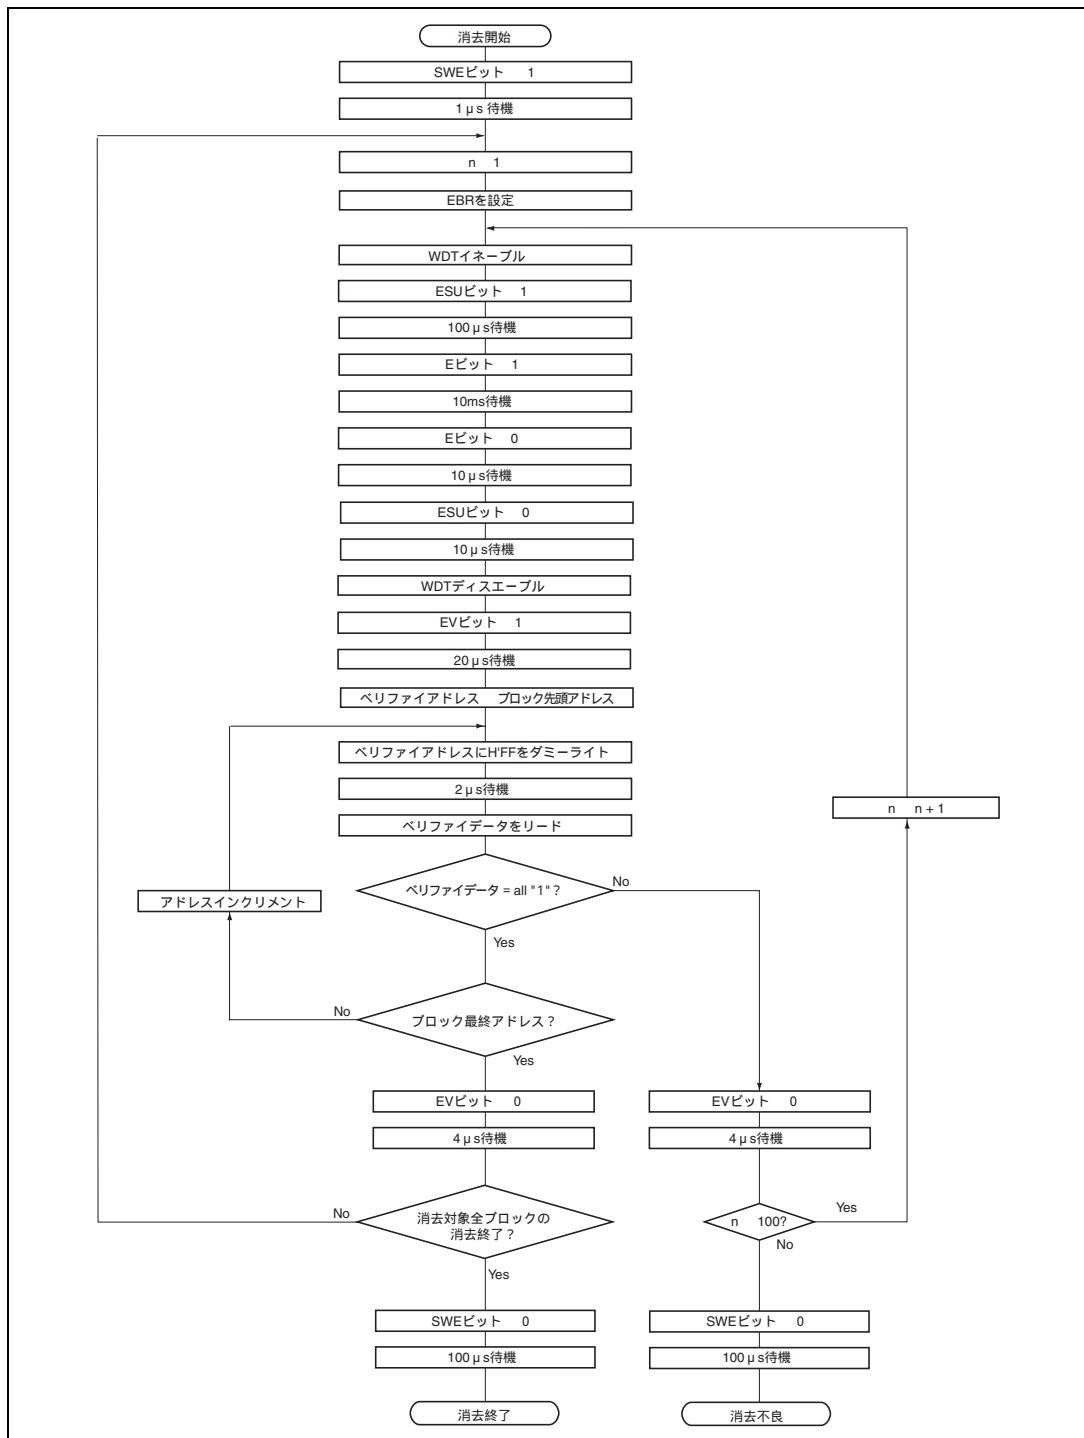 消去開始
SWEビット 1
1μs 待機
n 1
EBRを設定
WDTイネーブル
ESUビット 1
100μs待機
Eビット 1
10ms待機
Eビット 0
10μs待機
ESUビット 0
10μs待機
WDTディスエーブル
EVビット 1
20μs待機
ベリファイアドレス ブロック先頭アドレス
ベリファイアドレスにH'FFをダミーライト
2μs待機
ベリファイデータをリード
n n + 1
ベリファイデータ = all "1" ?
No
アドレスインクリメント
Yes
No
ブロック最終アドレス ?
Yes
EVビット 0
EVビット 0
4μs待機
4μs待機
No
消去対象全ブロックの
消去終了 ?
n 100?
Yes
No
Yes
SWEビット 0
SWEビット 0
100μs待機
100μs待機
消去終了
消去不良